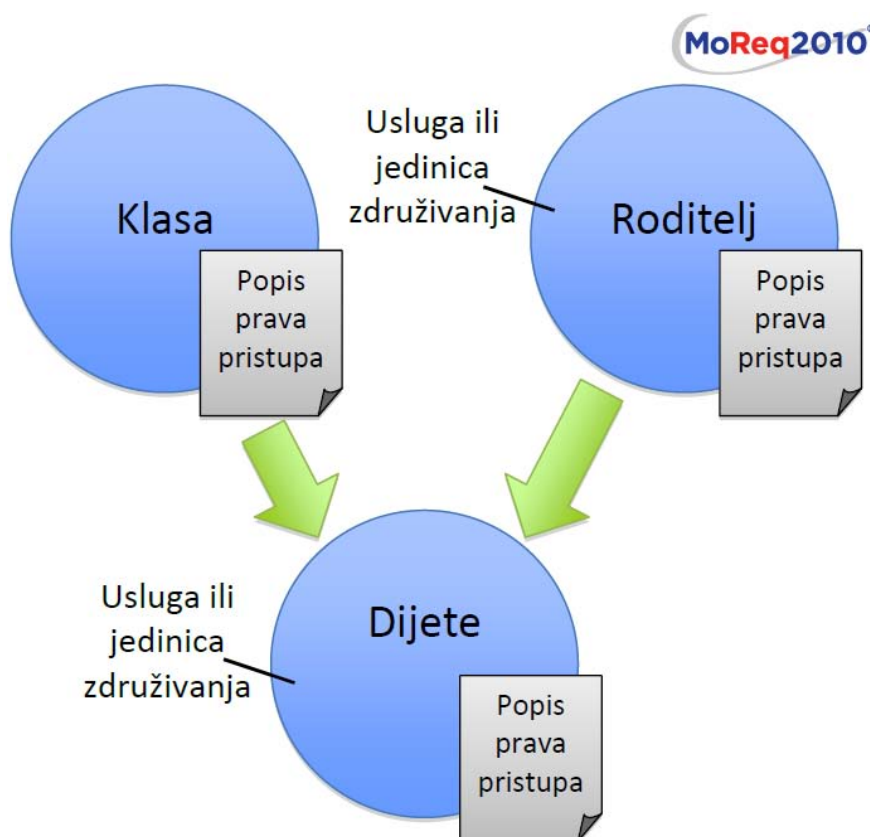 MoReq2010®
Usluga ili
jedinica
združivanja
Klasa
Roditelj
Popis
prava
pristupa
Popis
prava
pristupa
Usluga ili
jedinica
združivanja
Dijete
Popis
prava
pristupa